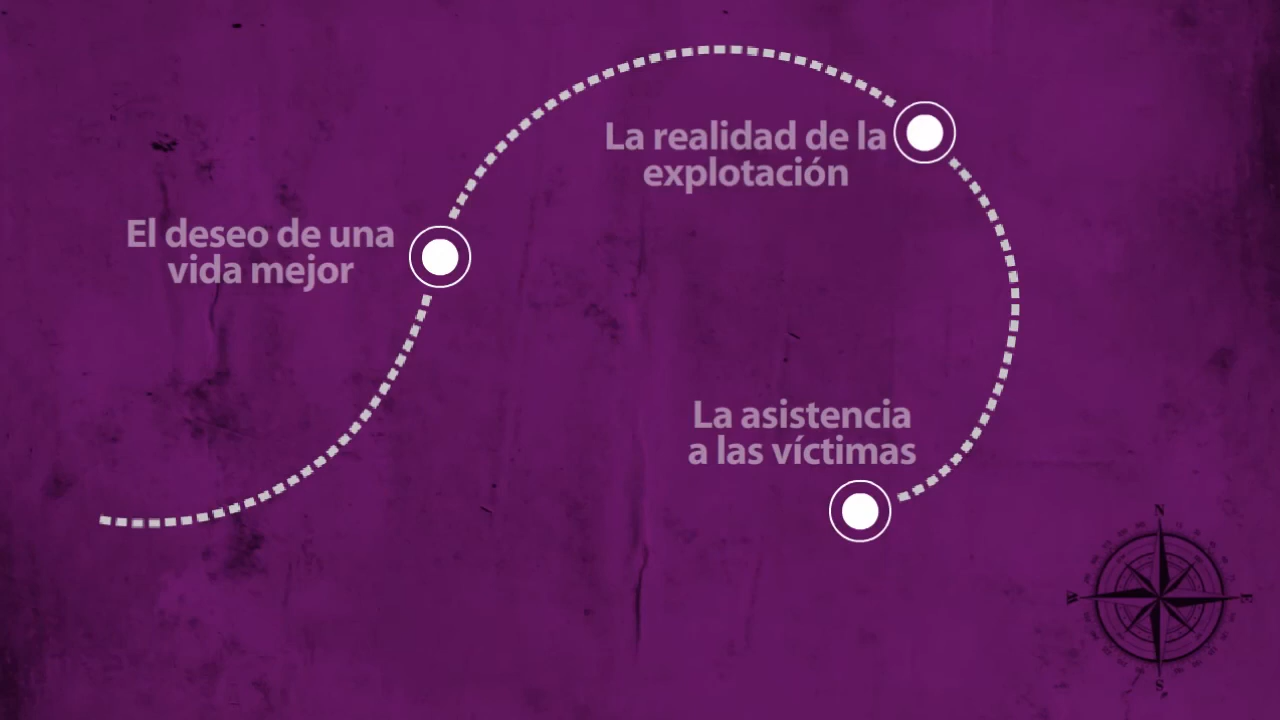 El deseo de una
vida mejor
La realidad de la
explotación
La asistencia
a las víctimas
N
W
E
S